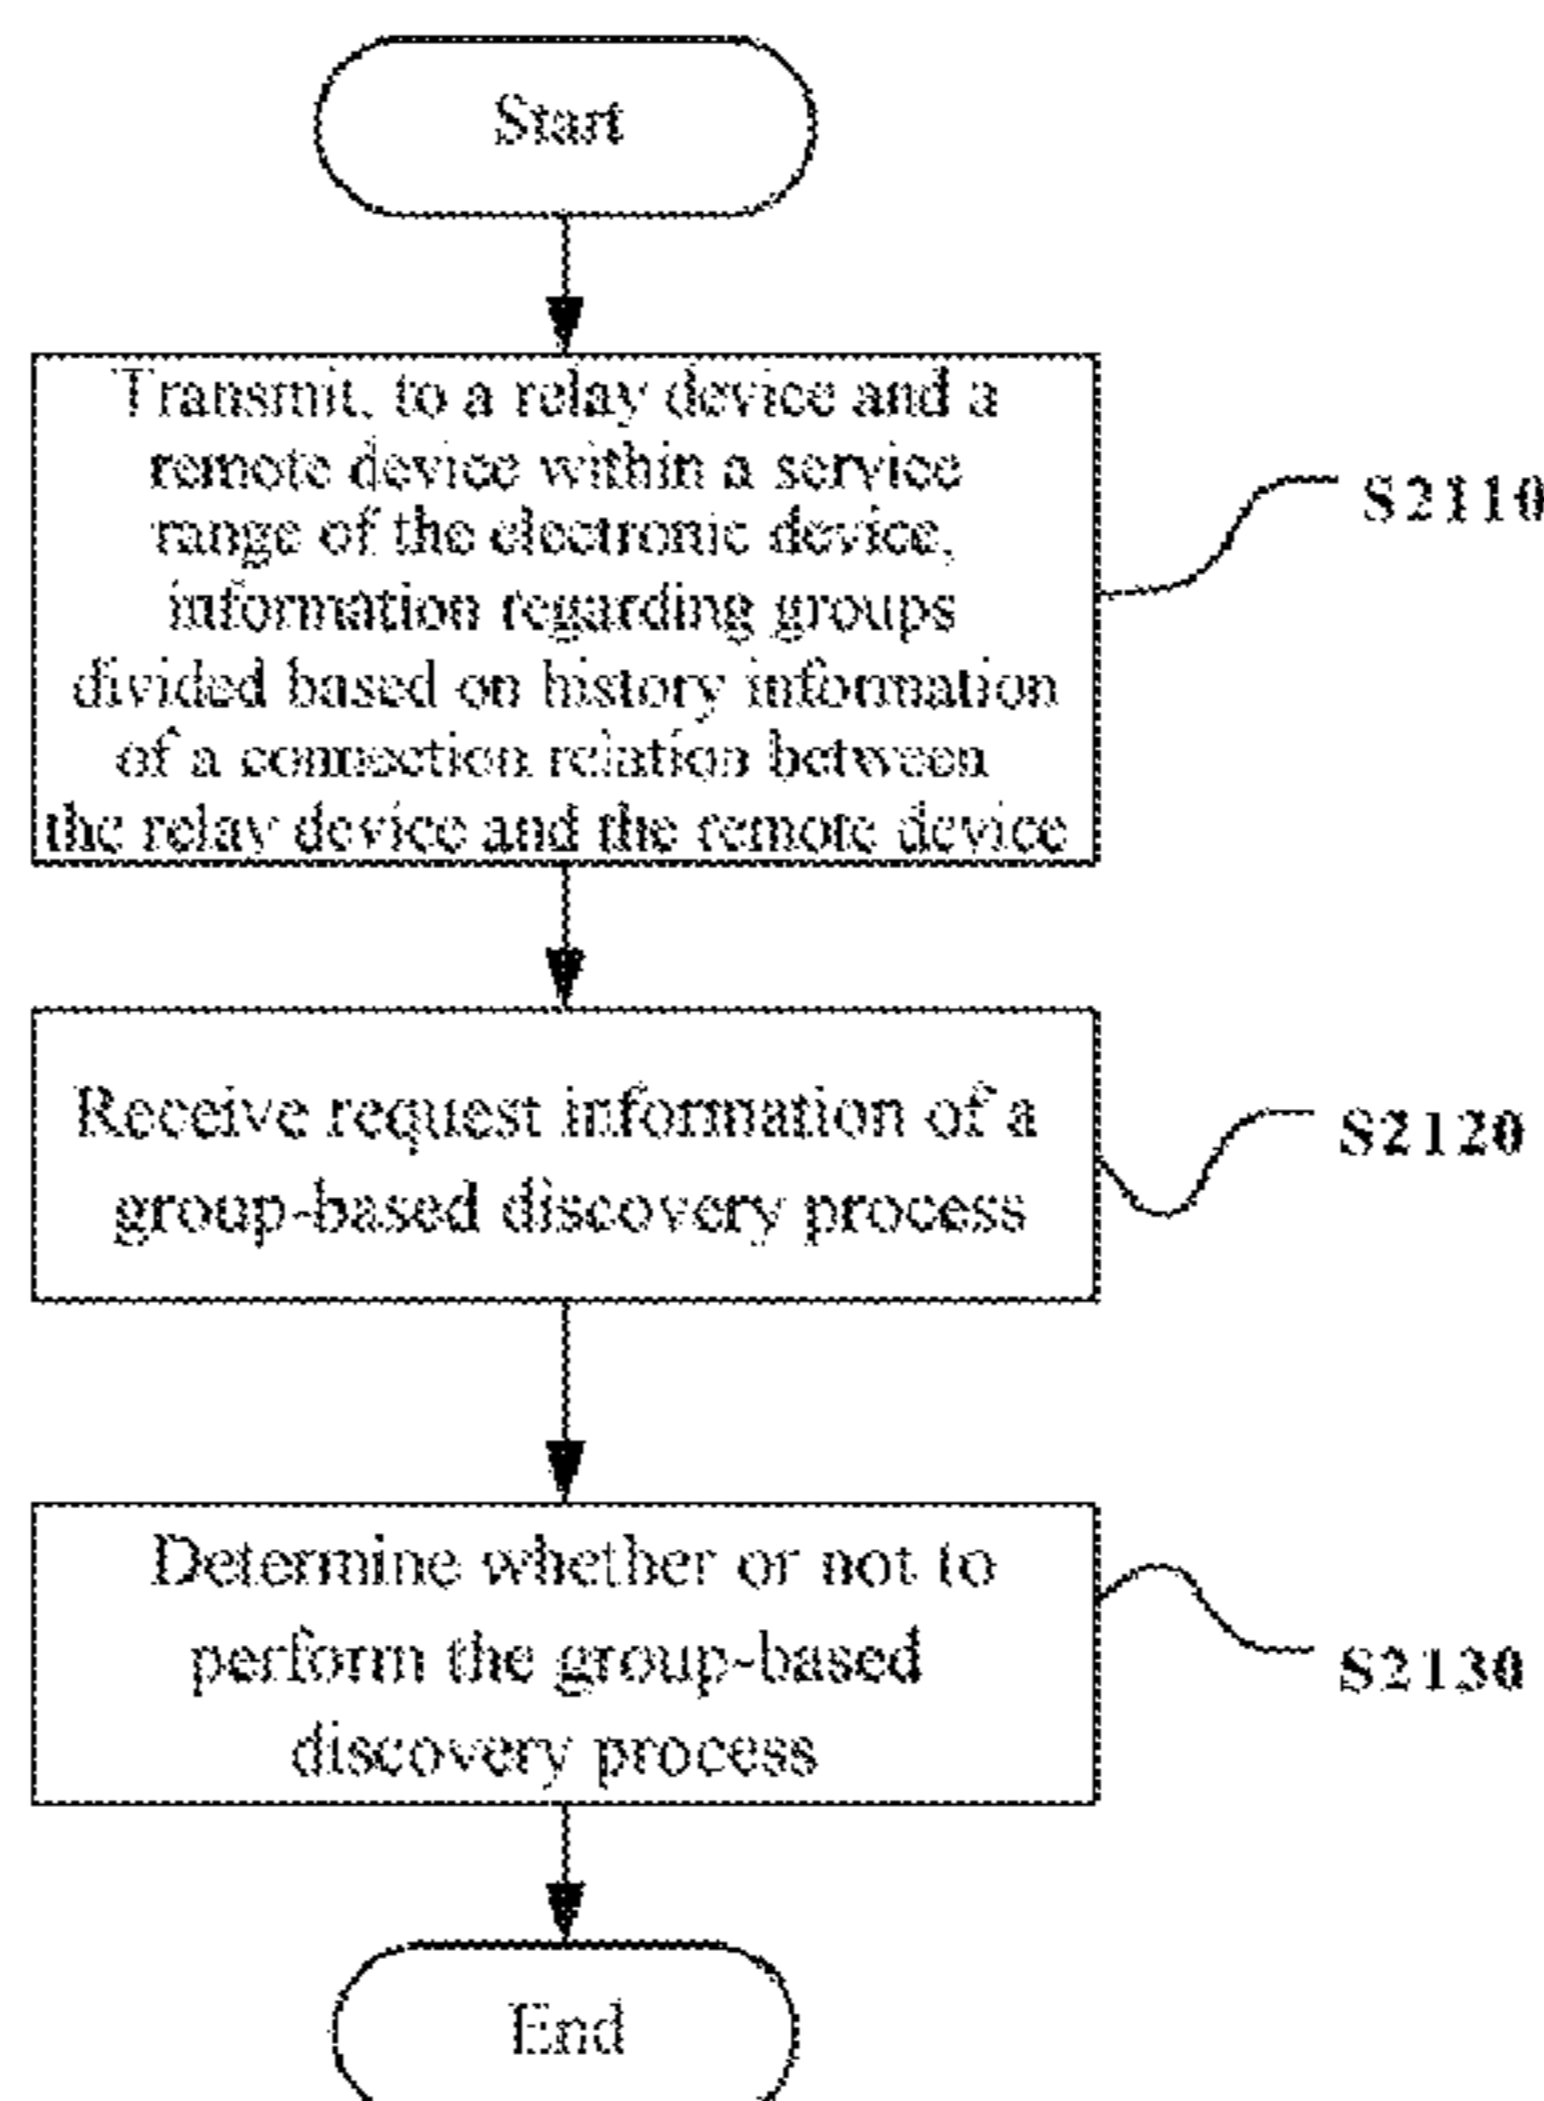 Start
Transmit, to a relay device and a
remote device within a service
range of the electronic device,
information regarding groups
divided based on history information
of a connection relation between
the relay device and the remote device
S2110
Receive request information of a
group-based discovery process
S2120
Determine whether or not to
perform the group-based
discovery process
S2130
End